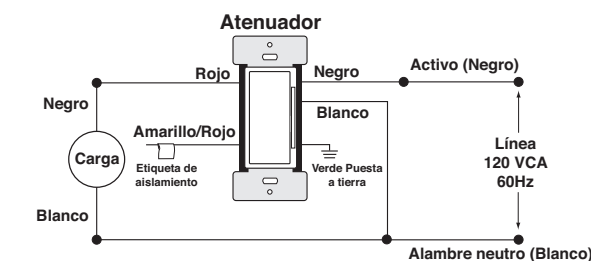 Atenuador
Rojo
Negro
Activo (Negro)
Negro
Blanco
Amarillo/Rojo
Carga
Etiqueta de
aislamiento
Verde Puesta
a tierra
Línea
120 VCA
60Hz
Blanco
Alambre neutro (Blanco)